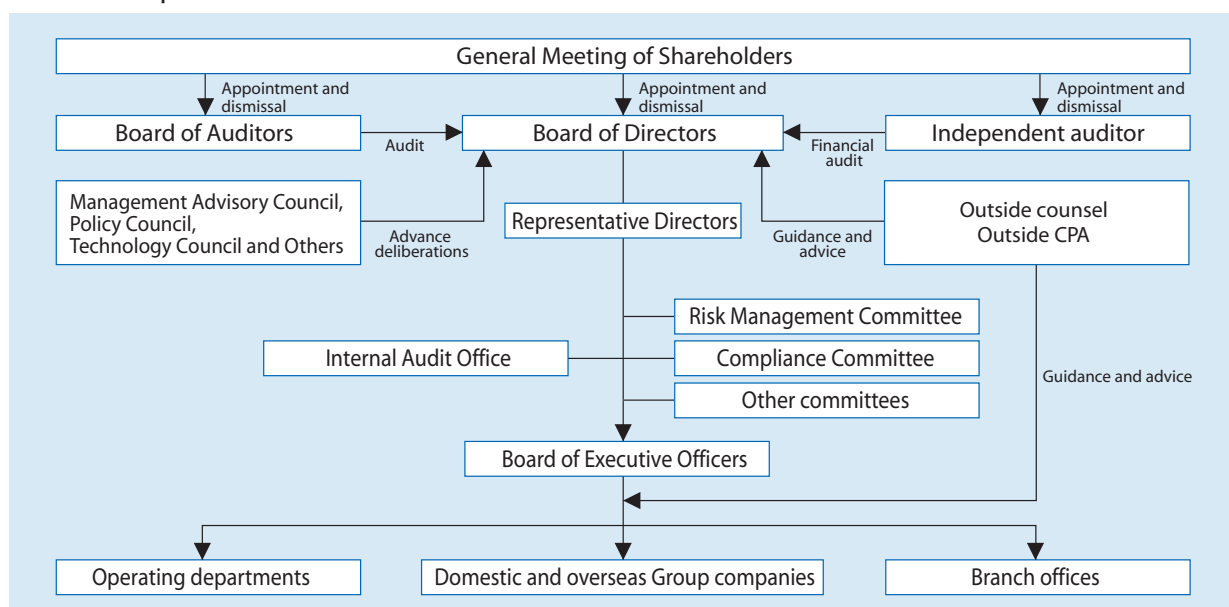 General Meeting of Shareholders
Appointment and
dismissal
Appointment and
dismissal
Appointment and
dismissal
Board of Auditors
Audit
Board of Directors
Financial
audit
Independent auditor
Management Advisory Council,
Policy Council,
Technology Council and Others
Advance
deliberations
Representative Directors
Guidance and
advice
Outside counsel
Outside CPA
Risk Management Committee
Internal Audit Office
Compliance Committee
Guidance and advice
Other committees
Board of Executive Officers
Operating departments
Domestic and overseas Group companies
Branch offices